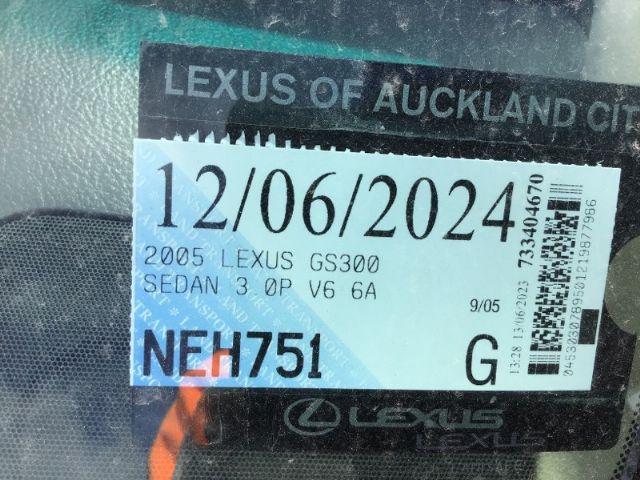 LEXUS OF AUCKLAND CIT
12/06/2024
2005 LEXUS GS300
SEDAN 3 0P V6 6A
9/05
NEH751
G
13:28 13/06/2023
733404670
0453030789501219877986
LEXUS